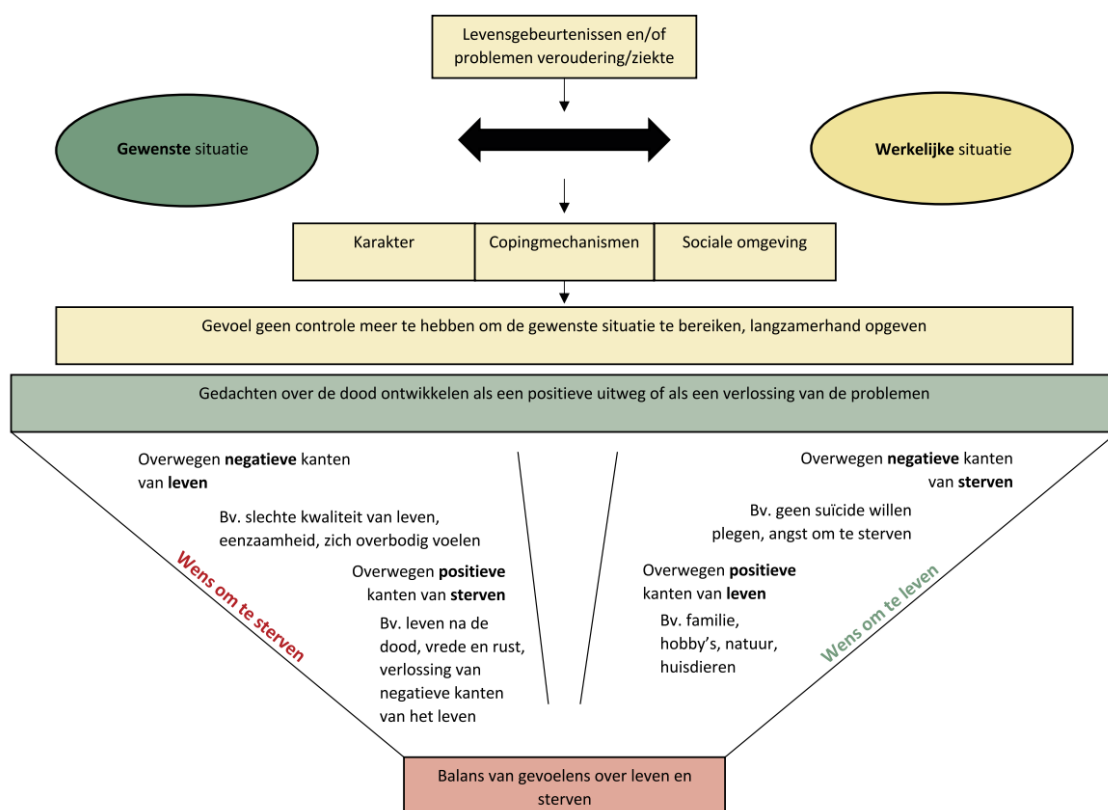 Levensgebeurtenissen en/of
problemen veroudering/ziekte
Gewenste situatie
Werkelijke situatie
Karakter
Copingmechanismen
Sociale omgeving
Gevoel geen controle meer te hebben om de gewenste situatie te bereiken, langzamerhand opgeven
Gedachten over de dood ontwikkelen als een positieve uitweg of als een verlossing van de problemen
Overwegen negatieve kanten
van leven
Bv. slechte kwaliteit van leven,
eenzaamheid, zich overbodig voelen
Overwegen positieve
kanten van sterven
Bv. leven na de
dood, vrede en rust,
verlossing van
negatieve kanten
van het leven
Wens om te sterven
Overwegen negatieve kanten
van sterven
Bv. geen suïcide willen
plegen, angst om te sterven
Overwegen positieve
kanten van leven
Bv. familie,
hobby’s, natuur,
huisdieren
Wens om te leven
Balans van gevoelens over leven en
sterven